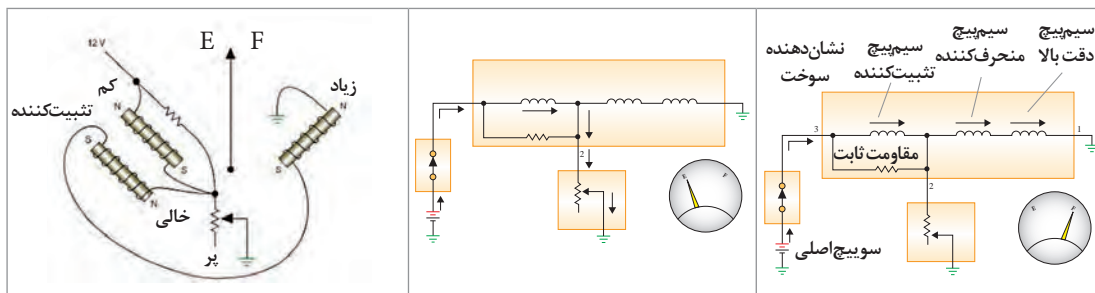 12 V
E F
کم
زیاد
N
N
تثبیت‌کننده
S
S
S
N
خالی
پر
2
E
F
نشان‌دهنده
سوخت
سیم‌پیچ
تثبیت‌کننده
سیم‌پیچ
منحرف‌کننده
سیم‌پیچ
دقت بالا
3
1
مقاومت ثابت
2
سوییچ اصلی
E
F